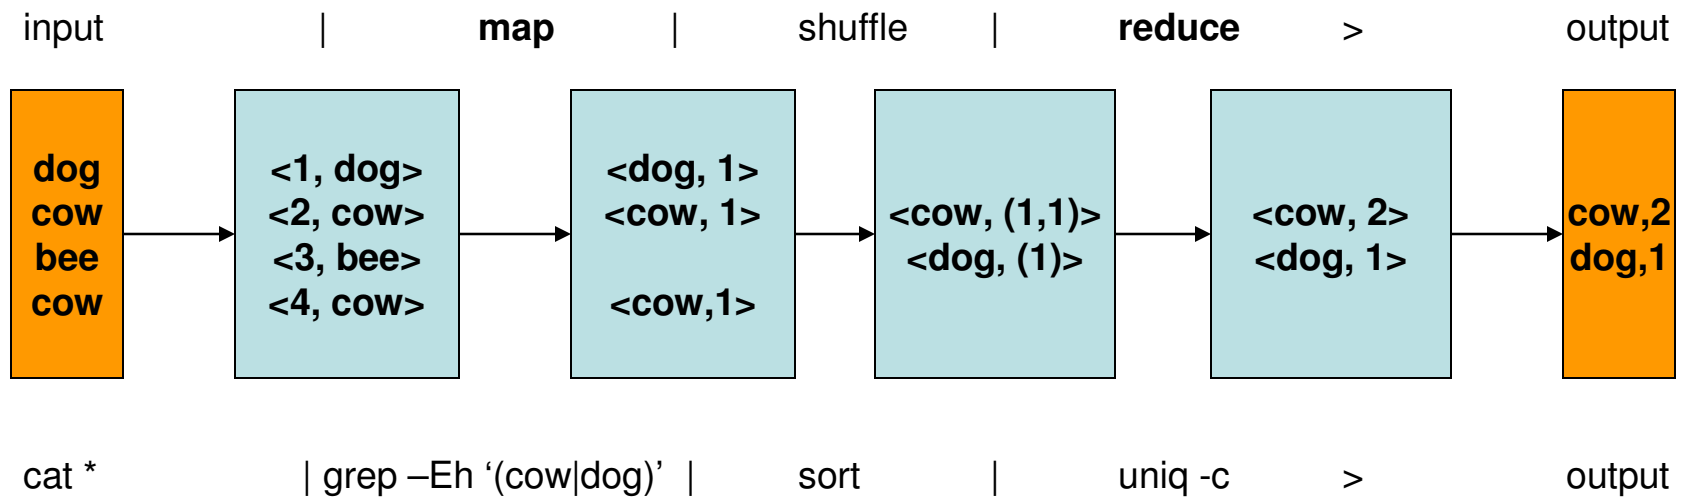 input | map | shuffle | reduce > output
dog
cow
bee
cow
<1, dog>
<2, cow>
<3, bee>
<4, cow>
<dog, 1>
<cow, 1>
<cow,1>
<cow, (1,1)>
<dog, (1)>
<cow, 2>
<dog, 1>
cow,2
dog,1
cat * | grep –Eh ‘(cow|dog)’ | sort | uniq -c > output